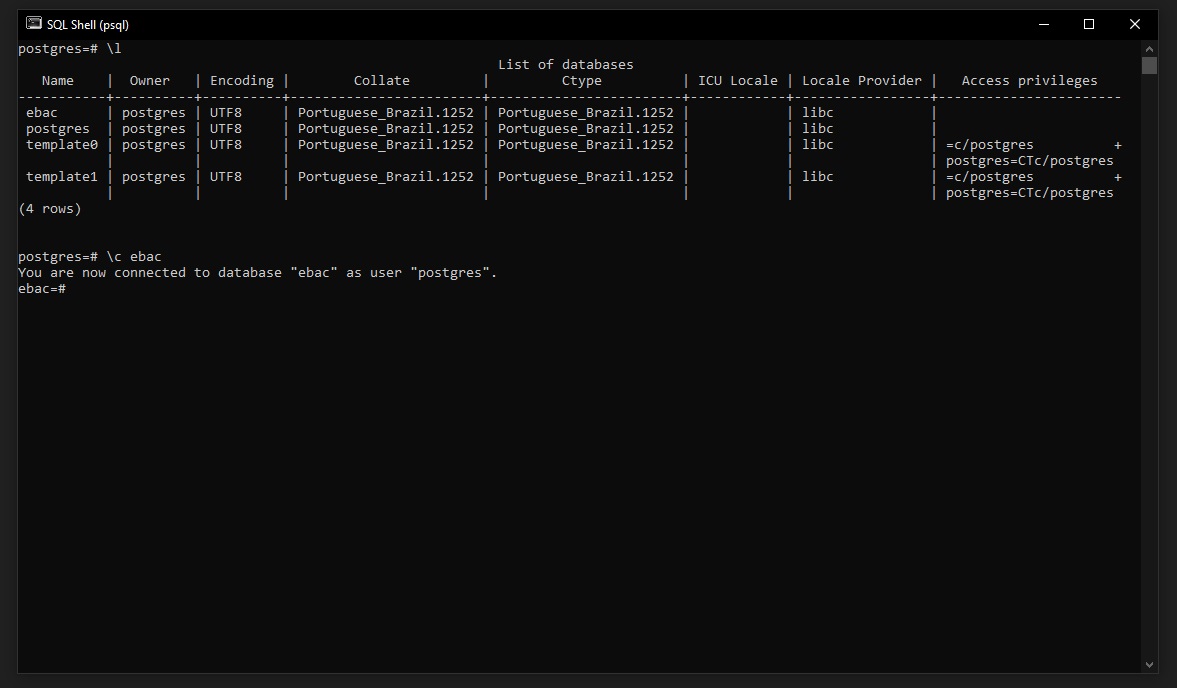 SQL Shell (psql)
postgres=# \l
                                                            List of databases
   Name    |  Owner   | Encoding |        Collate         |         Ctype          | ICU Locale | Locale Provider |   Access privileges
-----------+----------+----------+------------------------+------------------------+------------+-----------------+-----------------------
 ebac      | postgres | UTF8     | Portuguese_Brazil.1252 | Portuguese_Brazil.1252 |            | libc            |
 postgres  | postgres | UTF8     | Portuguese_Brazil.1252 | Portuguese_Brazil.1252 |            | libc            |
 template0 | postgres | UTF8     | Portuguese_Brazil.1252 | Portuguese_Brazil.1252 |            | libc            | =c/postgres          +
           |          |          |                        |                        |            |                 | postgres=CTc/postgres
 template1 | postgres | UTF8     | Portuguese_Brazil.1252 | Portuguese_Brazil.1252 |            | libc            | =c/postgres          +
           |          |          |                        |                        |            |                 | postgres=CTc/postgres
(4 rows)
postgres=# \c ebac
You are now connected to database "ebac" as user "postgres".
ebac=#